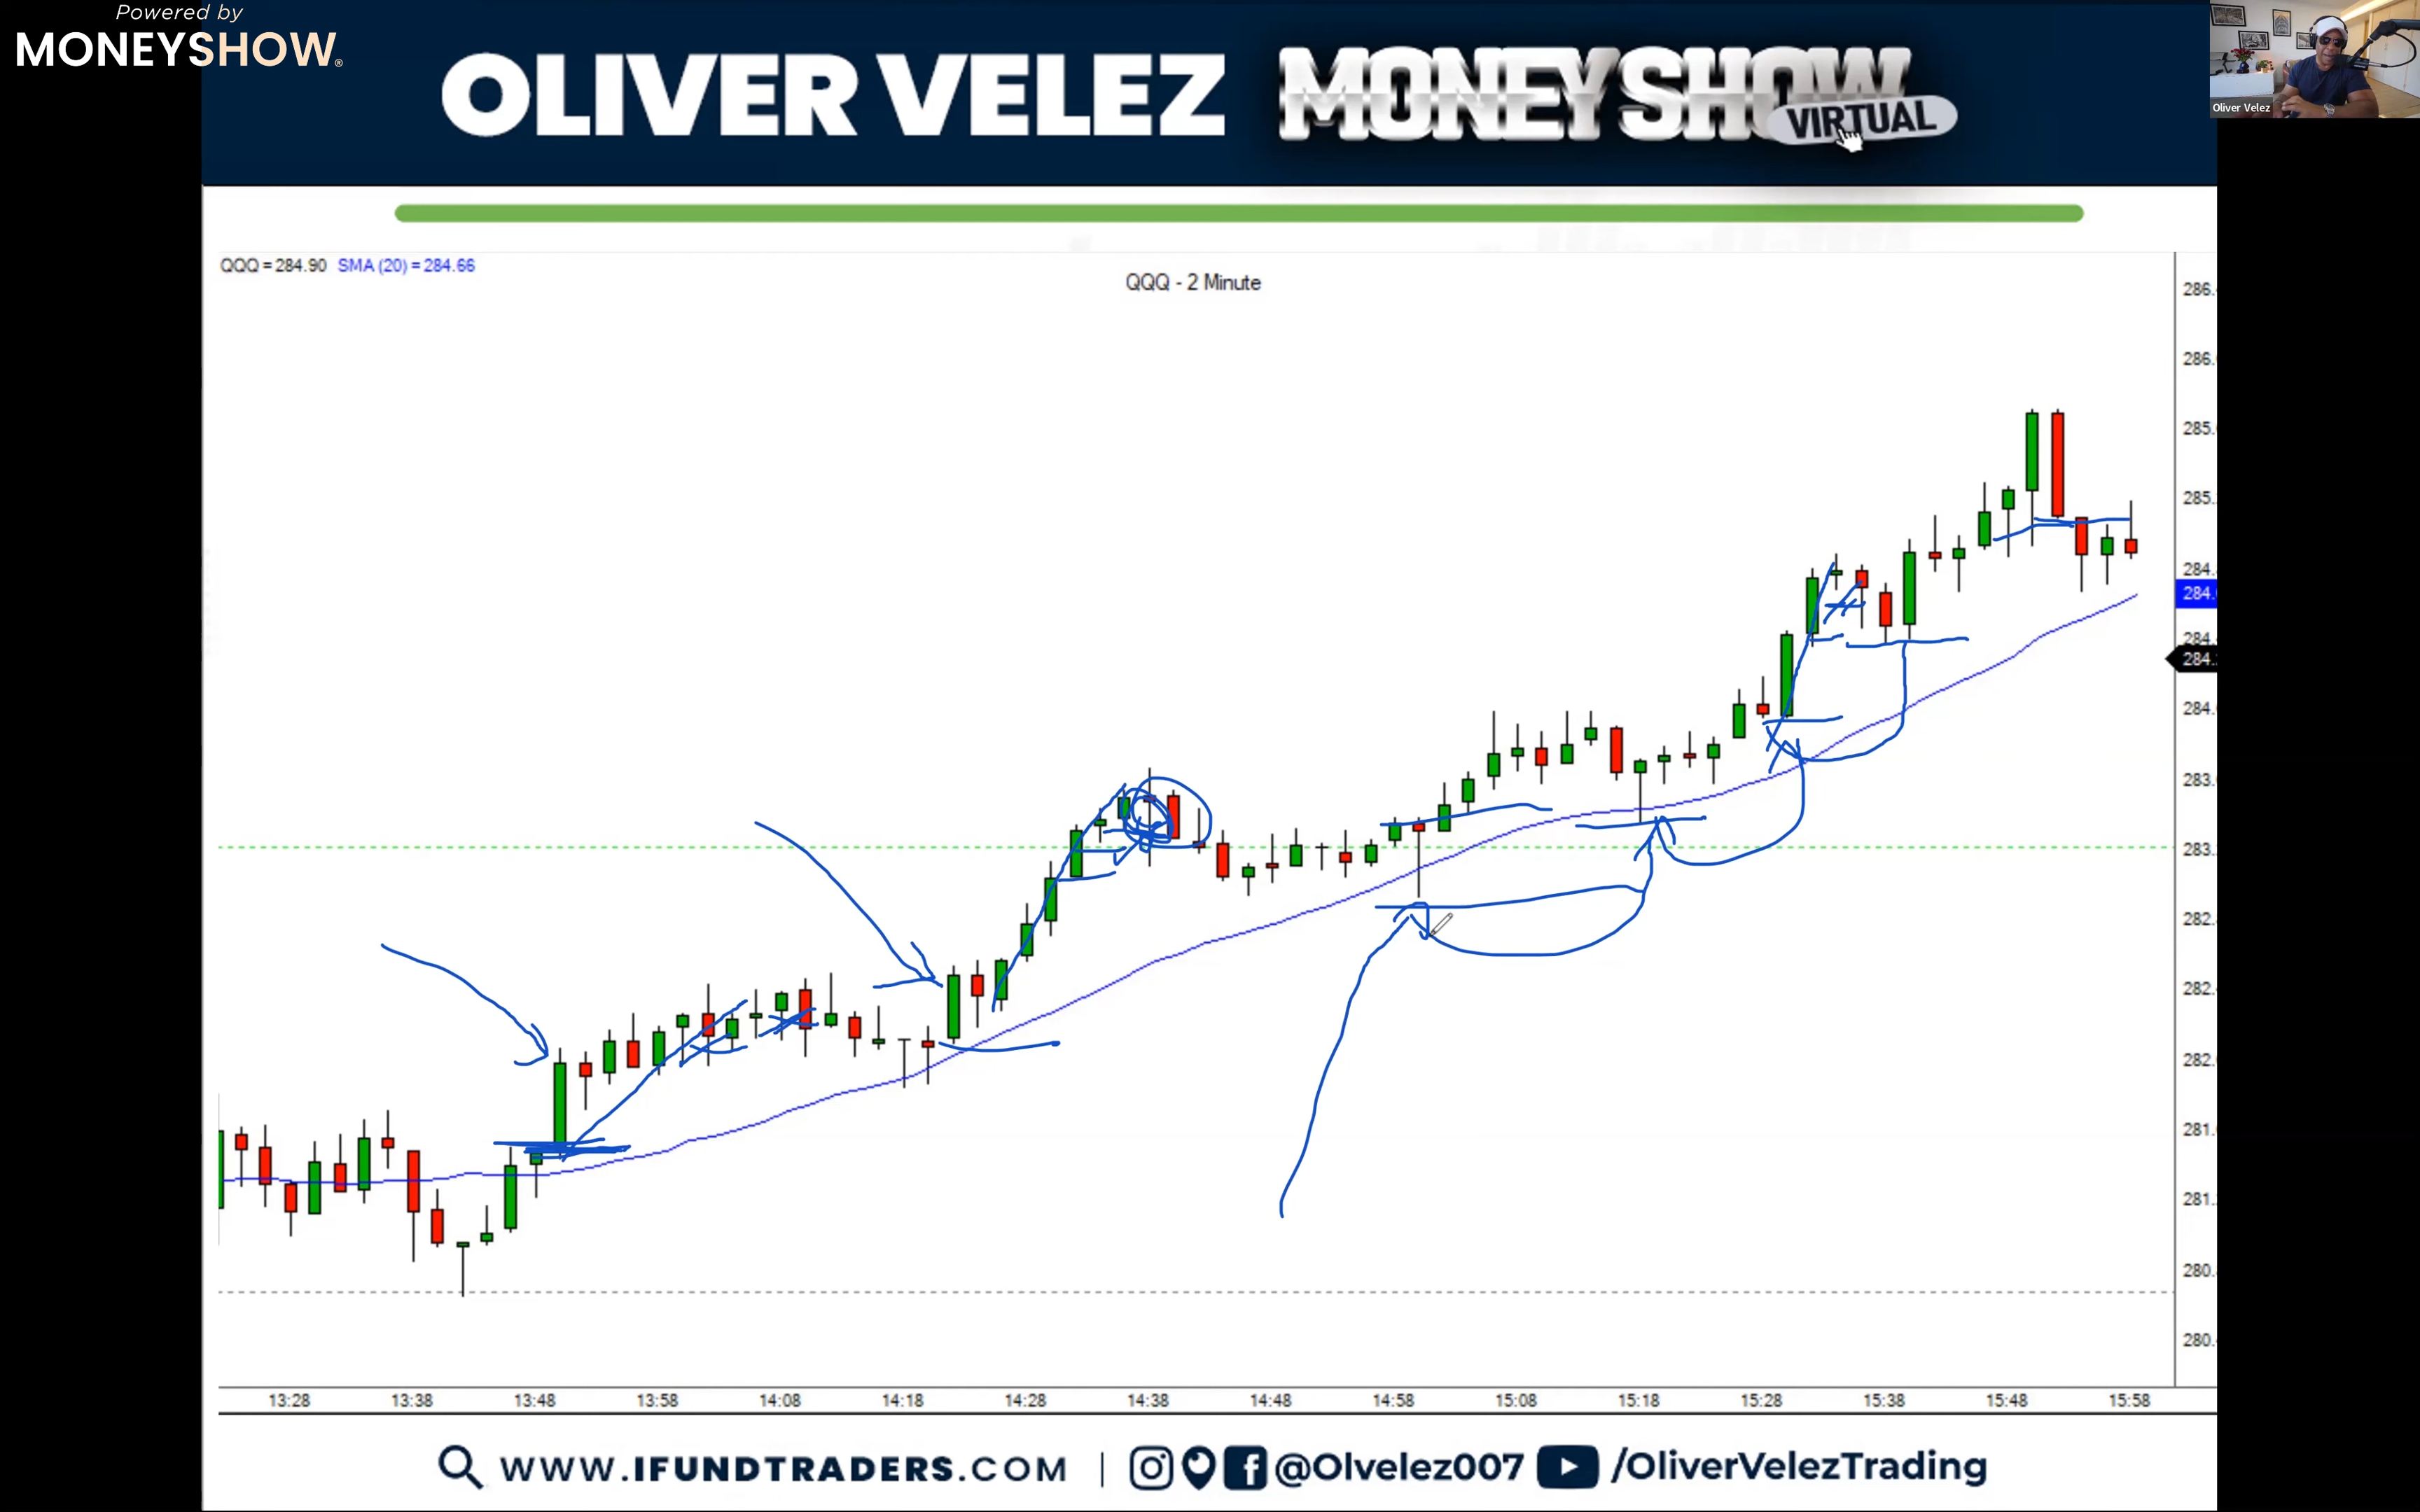 Powered by
MONEYSHOW®
OLIVER VELEZ MONEYSHOW
VIRTUAL
Oliver Velez
QQQ = 284.90 SMA (20) = 284.66
QQQ - 2 Minute
286.
286.
285.
285.
284.
284.
284.
284.
284.
283.
283.
282.
282.
282.
281.
281.
280.
280.
13:28 13:38 13:48 13:58 14:08 14:18 14:28 14:38 14:48 14:58 15:08 15:18 15:28 15:38 15:48 15:58
WWW.IFUNDTRADERS.COM | @Olvelez007 /OliverVelezTrading